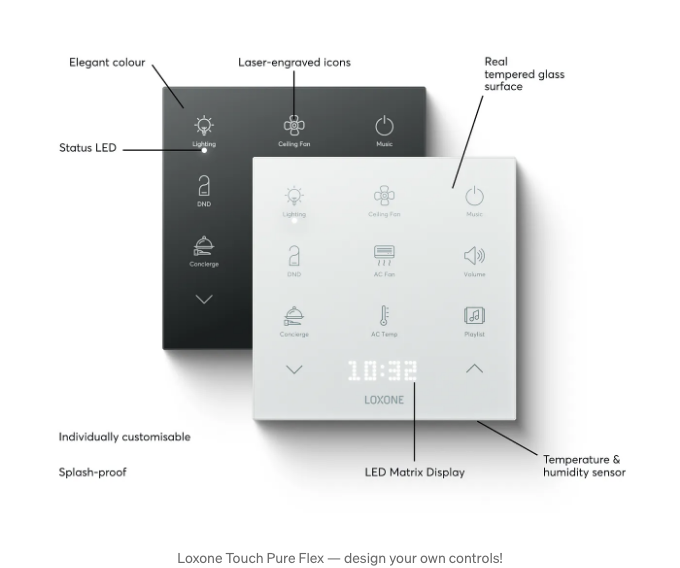 Elegant colour
Laser-engraved icons
Real
tempered glass
surface
Status LED
Lighting
Ceiling Fan
Music
DND
Concierge
Lighting
Ceiling Fan
Music
DND
AC Fan
Volume
Concierge
AC Temp
Playlist
10:32
LOXONE
Individually customisable
Splash-proof
LED Matrix Display
Temperature &
humidity sensor
Loxone Touch Pure Flex — design your own controls!